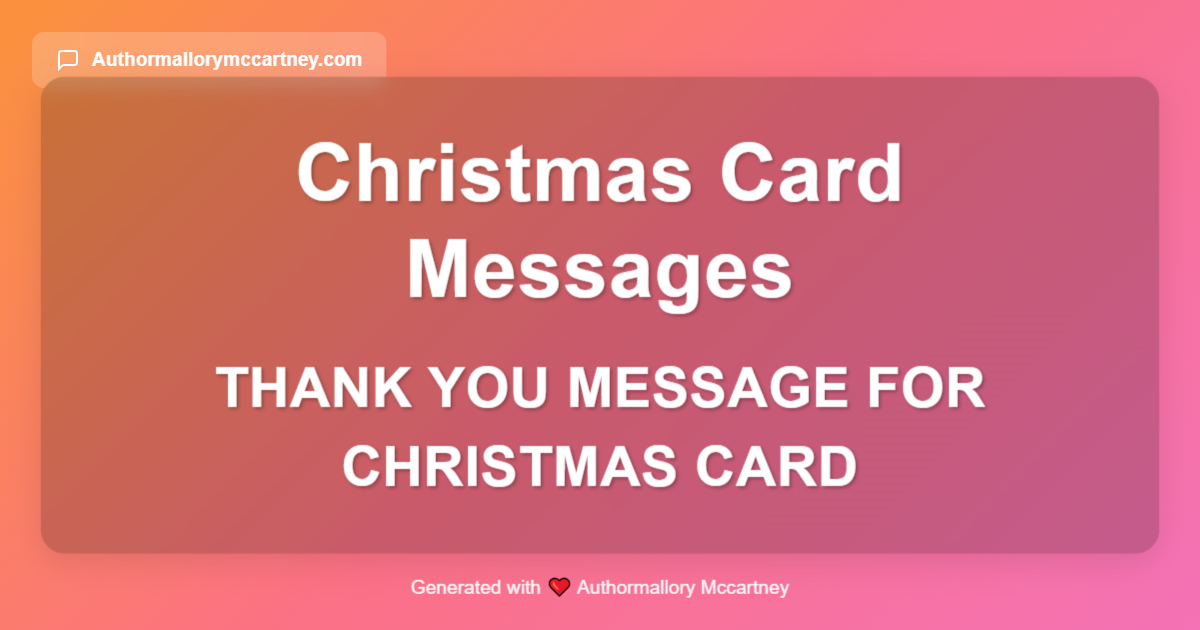 Authormallorymccartney.com
Christmas Card
Messages
THANK YOU MESSAGE FOR
CHRISTMAS CARD
Generated with ❤️ Authormallory Mccartney